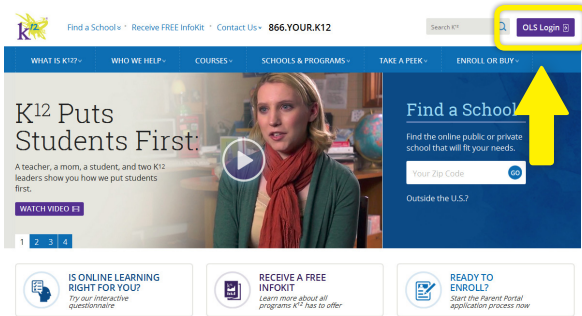 k12
Find a School Receive FREE InfoKit Contact Us 866.YOUR.K12
Search K¹²
OLS Login
WHAT IS K12? WHO WE HELP COURSES SCHOOLS & PROGRAMS TAKE A PEEK ENROLL OR BUY
K¹² Puts
Students First:
A teacher, a mom, a student, and two K¹²
leaders show you how we put students
first.
WATCH VIDEO
1 2 3 4
Find a School
Find the online public or private
school that will fit your needs.
Your Zip Code GO
Outside the U.S.?
IS ONLINE LEARNING
RIGHT FOR YOU?
Try our interactive
questionnaire
RECEIVE A FREE
INFOKIT
Learn more about all
programs K¹² has to offer
READY TO
ENROLL?
Start the Parent Portal
application process now